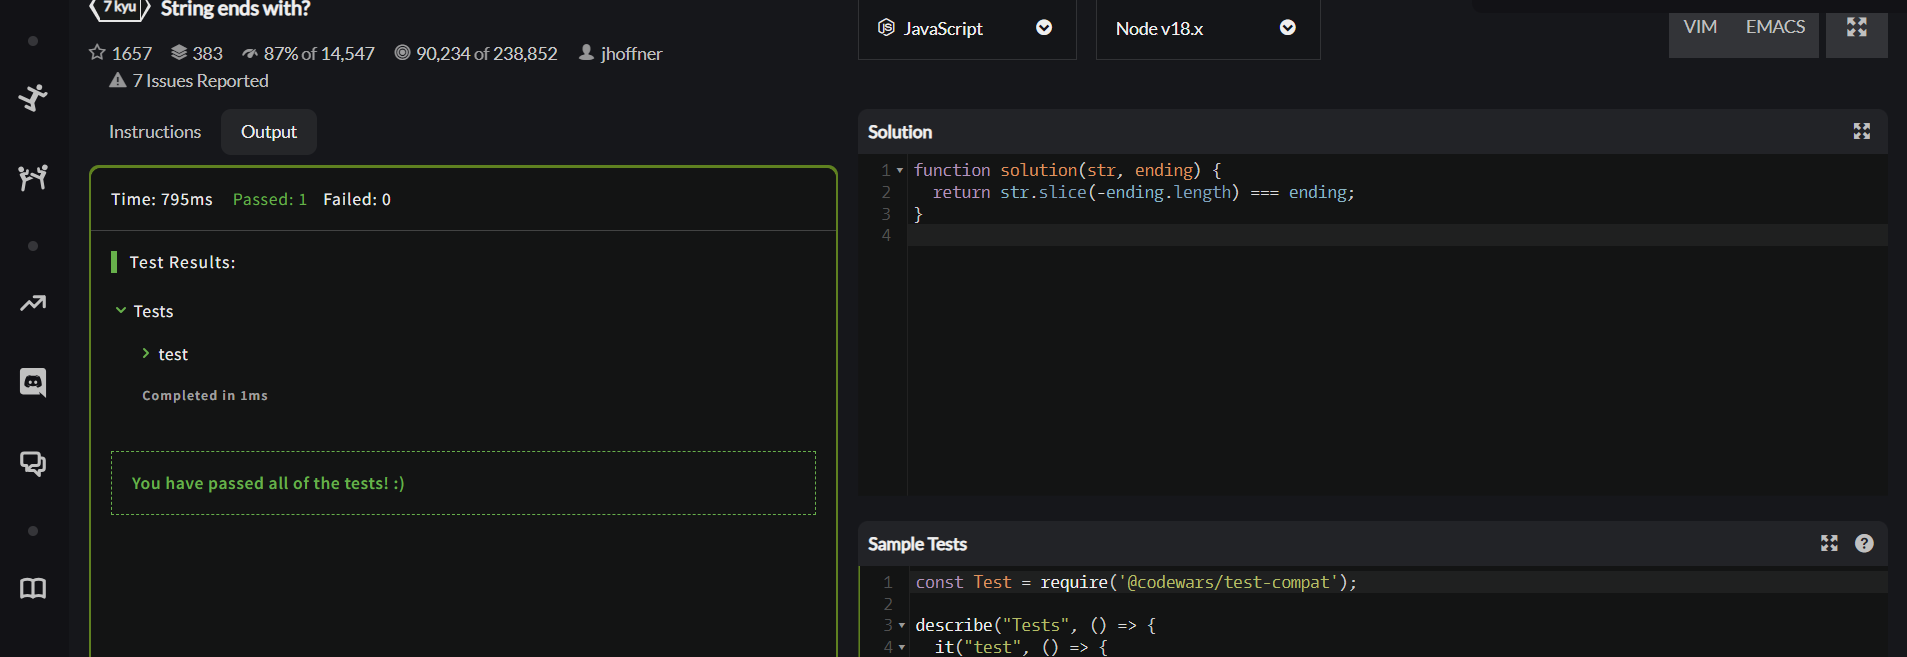 7 kyu
String ends with?
1657 383 87% of 14,547 90,234 of 238,852 jhoffner
7 Issues Reported
Instructions Output
Time: 795ms Passed: 1 Failed: 0
Test Results:
Tests
test
Completed in 1ms
You have passed all of the tests! :)
JavaScript
Node v18.x
VIM EMACS
Solution
1 function solution(str, ending) {
2 return str.slice(-ending.length) === ending;
3 }
4
Sample Tests
?
1 const Test = require('@codewars/test-compat');
2
3 describe("Tests", () => {
4 it("test", () => {